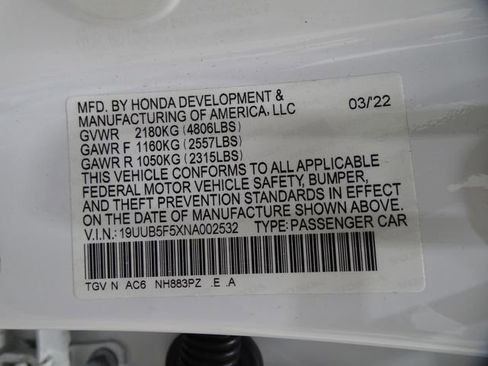 MFD. BY HONDA DEVELOPMENT &
MANUFACTURING OF AMERICA, LLC 03/22
GVWR 2180KG (4806LBS)
GAWR F 1160KG (2557LBS)
GAWR R 1050KG (2315LBS)
THIS VEHICLE CONFORMS TO ALL APPLICABLE
FEDERAL MOTOR VEHICLE SAFETY, BUMPER,
AND THEFT PREVENTION STANDARDS IN EFFECT
ON THE DATE OF MANUFACTURE SHOWN ABOVE.
V.I.N.: 19UUB5F5XNA002532 TYPE: PASSENGER CAR
TGV N AC6 NH883PZ .E .A